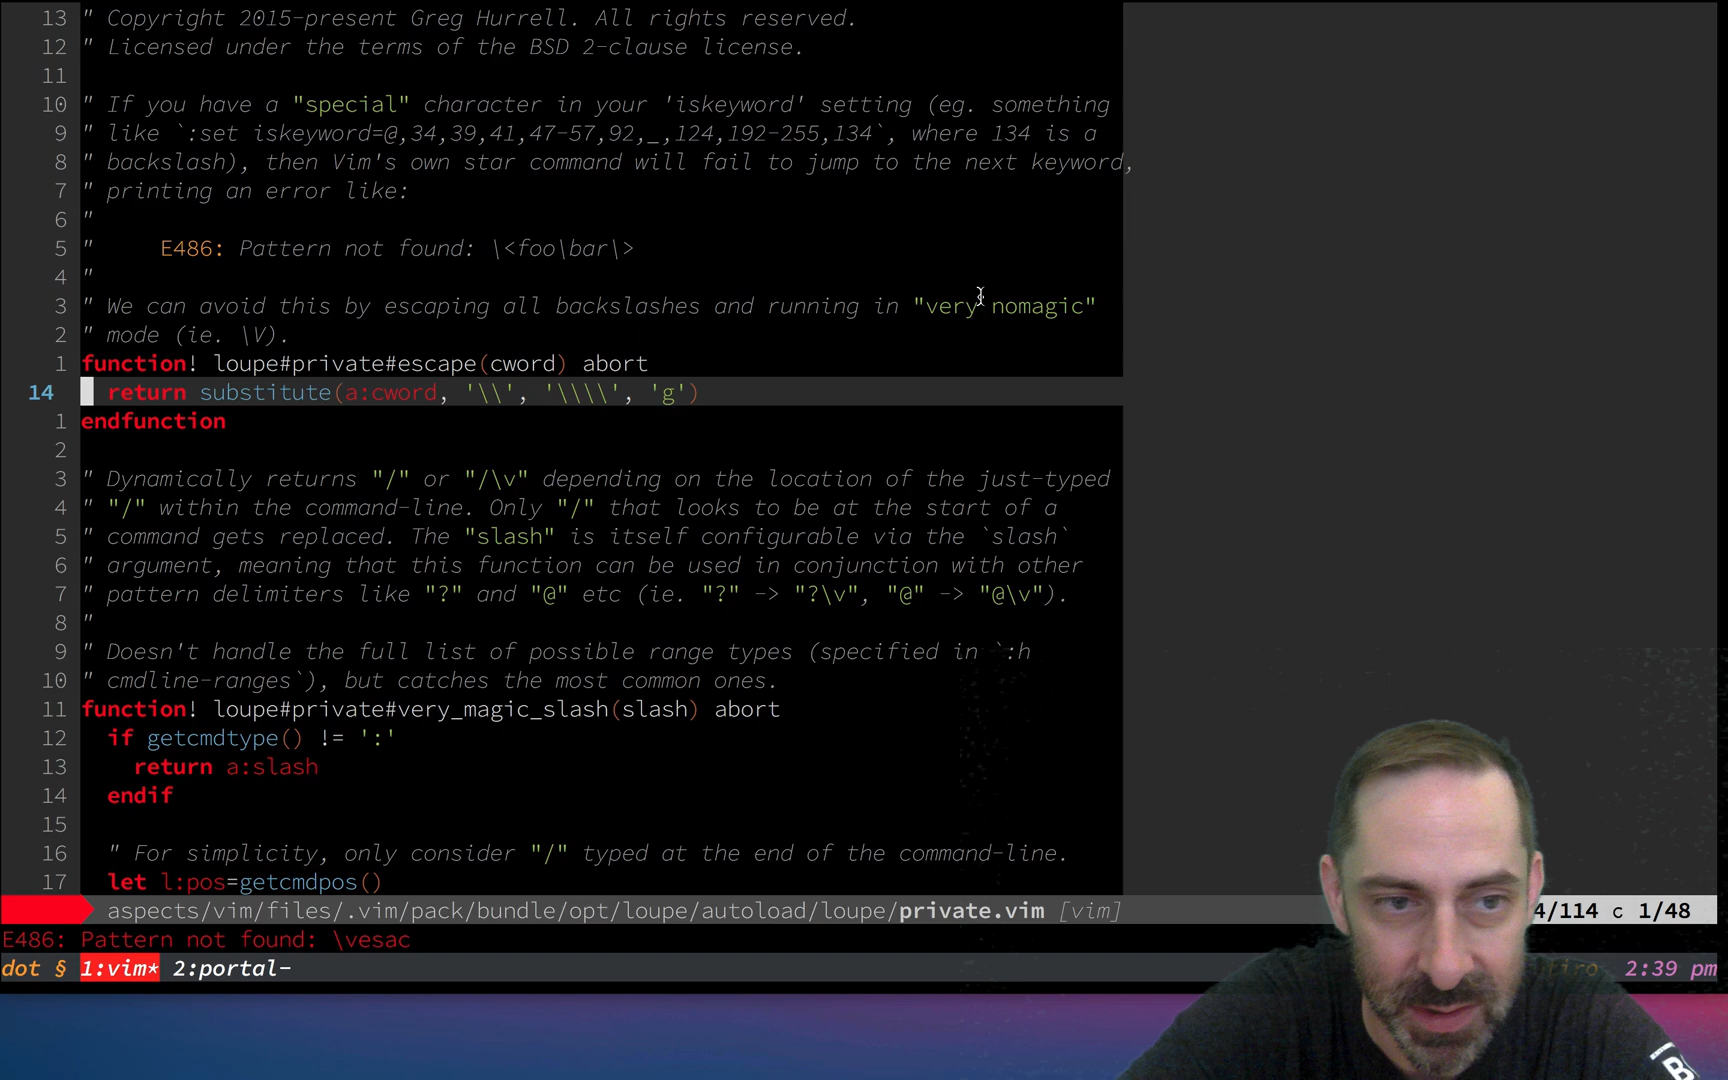 13 " Copyright 2015-present Greg Hurrell. All rights reserved.
12 " Licensed under the terms of the BSD 2-clause license.
11
10 " If you have a "special" character in your 'iskeyword' setting (eg. something
9 " like `:set iskeyword=@,34,39,41,47-57,92,_,124,192-255,134`, where 134 is a
8 " backslash), then Vim's own star command will fail to jump to the next keyword,
7 " printing an error like:
6 "
5 "     E486: Pattern not found: \<foo\bar\>
4 "
3 " We can avoid this by escaping all backslashes and running in "very nomagic"
2 " mode (ie. \V).
1 function! loupe#private#escape(cword) abort
14   return substitute(a:cword, '\\', '\\\\', 'g')
1 endfunction
2
3 " Dynamically returns "/" or "/\v" depending on the location of the just-typed
4 " "/" within the command-line. Only "/" that looks to be at the start of a
5 " command gets replaced. The "slash" is itself configurable via the `slash`
6 " argument, meaning that this function can be used in conjunction with other
7 " pattern delimiters like "?" and "@" etc (ie. "?" -> "?\v", "@" -> "@\v").
8 "
9 " Doesn't handle the full list of possible range types (specified in `:h
10 " cmdline-ranges`), but catches the most common ones.
11 function! loupe#private#very_magic_slash(slash) abort
12   if getcmdtype() != ':'
13     return a:slash
14   endif
15
16   " For simplicity, only consider "/" typed at the end of the command-line.
17   let l:pos=getcmdpos()
aspects/vim/files/.vim/pack/bundle/opt/loupe/autoload/loupe/private.vim [vim] 4/114 c 1/48
E486: Pattern not found: \vesac
dot § 1:vim* 2:portal- 2:39 pm